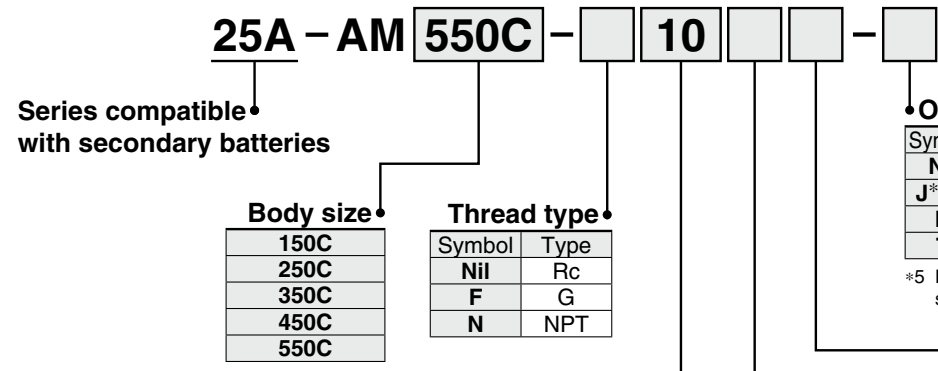 25A – AM 550C – 10 –
Series compatible
with secondary batteries
Body size
150C
250C
350C
450C
550C
Thread type
Symbol Type
Nil Rc
F G
N NPT
J*
*5